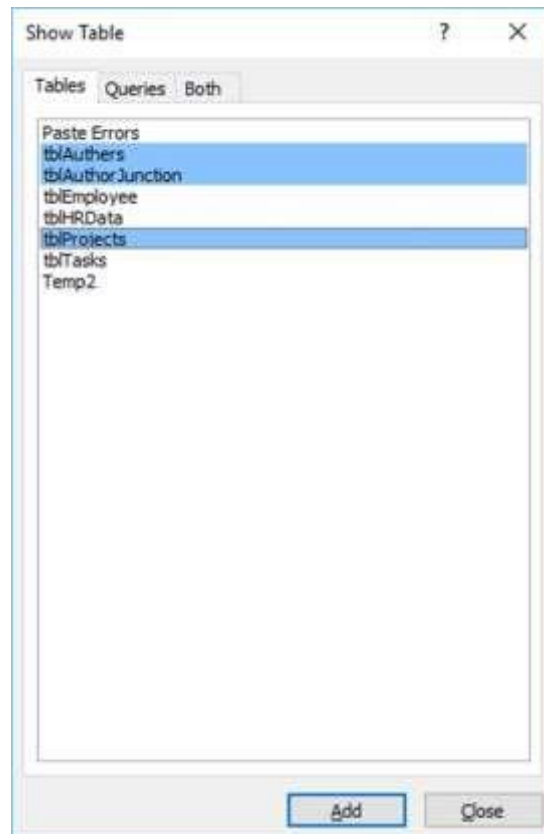 Show Table ? ×
Tables Queries Both
Paste Errors
tblAuthers
tblAuthorJunction
tblEmployee
tblHRData
tblProjects
tblTasks
Temp2
Add Close